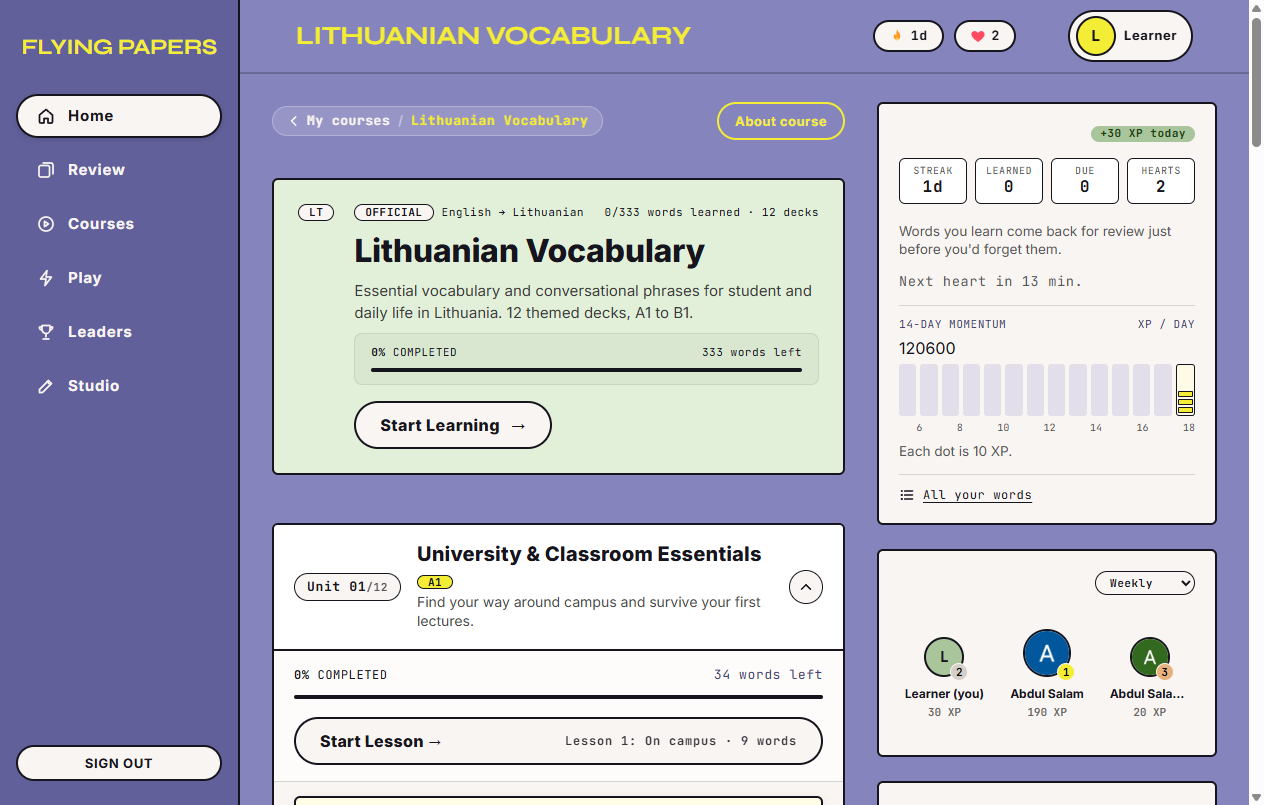 FLYING PAPERS
Home
Review
Courses
Play
Leaders
Studio
SIGN OUT
LITHUANIAN VOCABULARY
1d
2
L
Learner
My courses / Lithuanian Vocabulary
About course
LT
OFFICIAL English → Lithuanian 0/333 words learned · 12 decks
Lithuanian Vocabulary
Essential vocabulary and conversational phrases for student and
daily life in Lithuania. 12 themed decks, A1 to B1.
0% COMPLETED 333 words left
Start Learning →
Unit 01/12
University & Classroom Essentials
A1
Find your way around campus and survive your first
lectures.
0% COMPLETED 34 words left
Start Lesson → Lesson 1: On campus · 9 words
+30 XP today
STREAK LEARNED DUE HEARTS
1d 0 0 2
Words you learn come back for review just
before you'd forget them.
Next heart in 13 min.
14-DAY MOMENTUM XP / DAY
120600
6 8 10 12 14 16 18
Each dot is 10 XP.
All your words
Weekly
L A A
2 1 3
Learner (you) Abdul Salam Abdul Sala...
30 XP 190 XP 20 XP